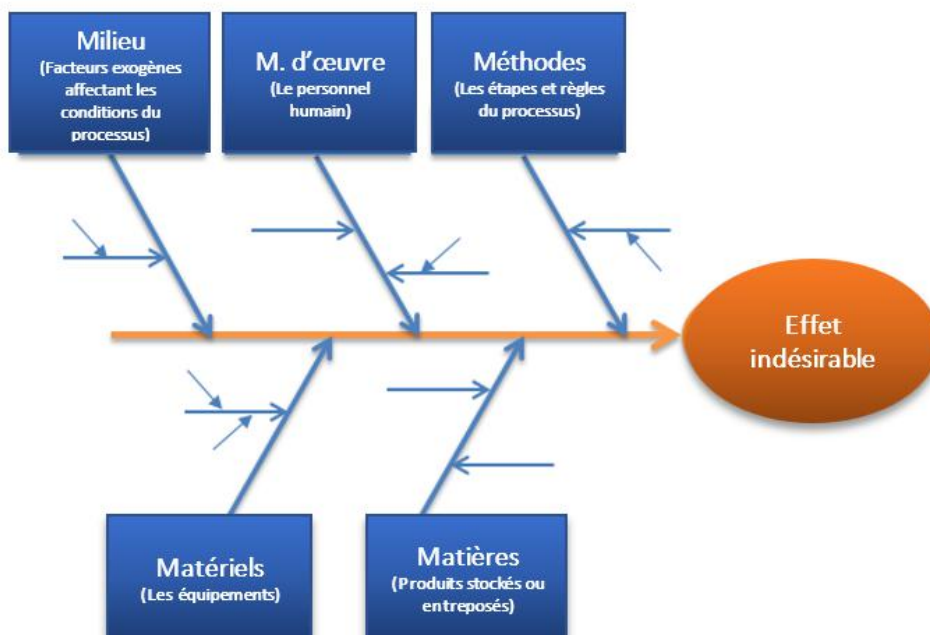 Milieu
(Facteurs exogènes
affectant les
conditions du
processus)
M. d’œuvre
(Le personnel
humain)
Méthodes
(Les étapes et règles
du processus)
Effet
indésirable
Matériels
(Les équipements)
Matières
(Produits stockés ou
entreposés)